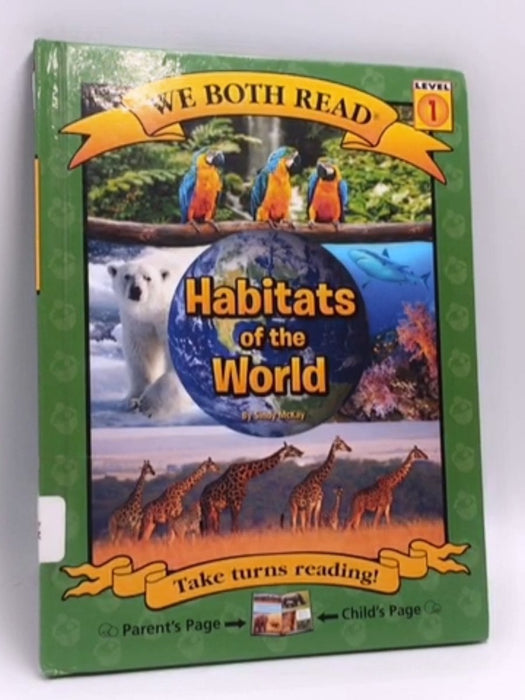 WE BOTH READ®
LEVEL
1
Habitats
of the
World
By Sindy McKay
Take turns reading!
Parent's Page
Child's Page